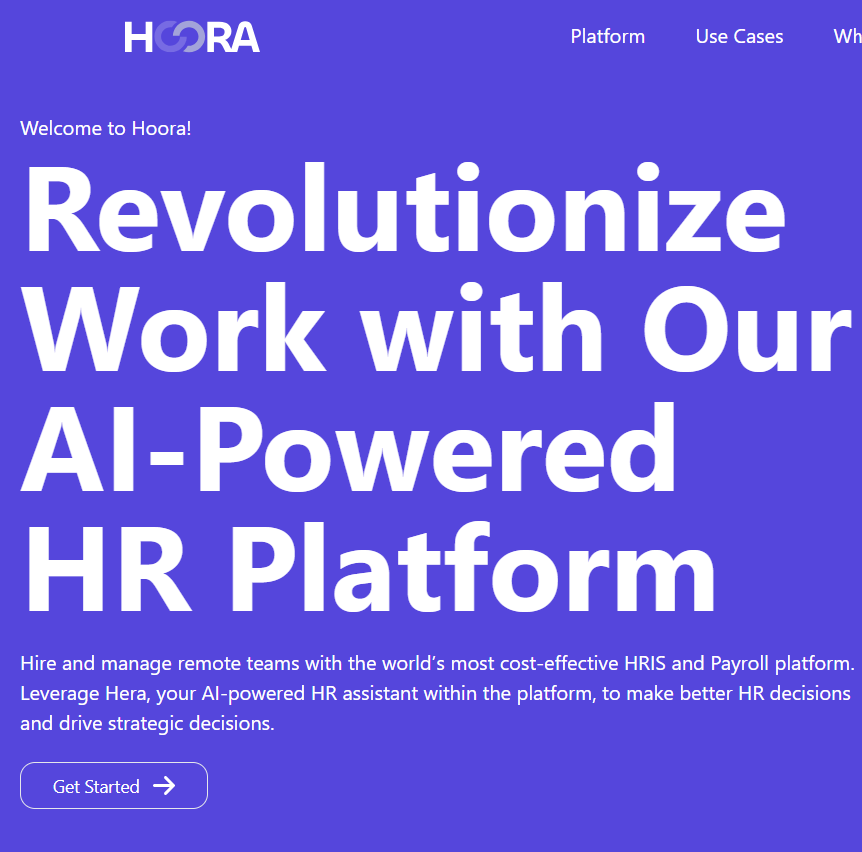 HOORA
Platform Use Cases
Welcome to Hoora!
Revolutionize
Work with Our
AI-Powered
HR Platform
Hire and manage remote teams with the world’s most cost-effective HRIS and Payroll platform.
Leverage Hera, your AI-powered HR assistant within the platform, to make better HR decisions
and drive strategic decisions.
Get Started